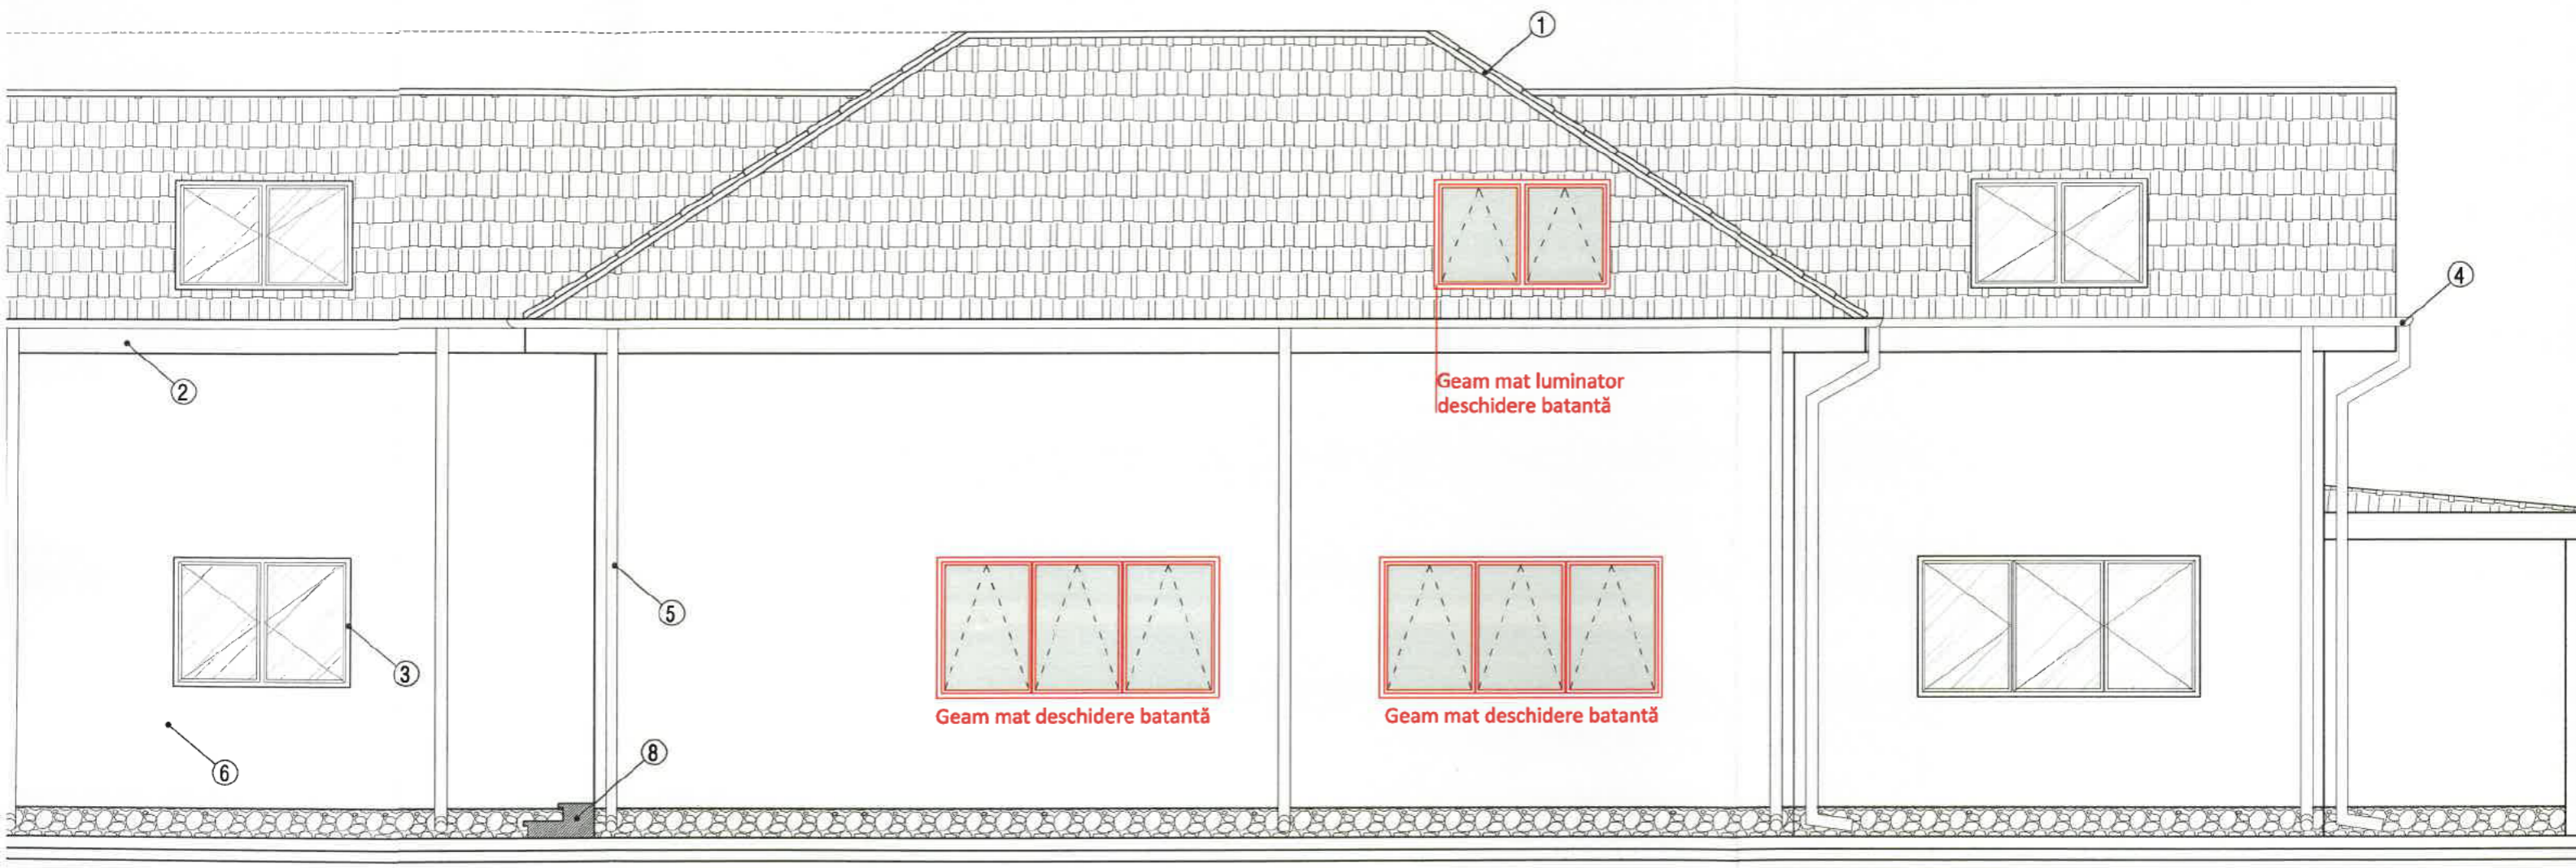 ①
④
②
Geam mat luminator
deschidere batantă
⑤
③
Geam mat deschidere batantă
Geam mat deschidere batantă
⑧
⑥